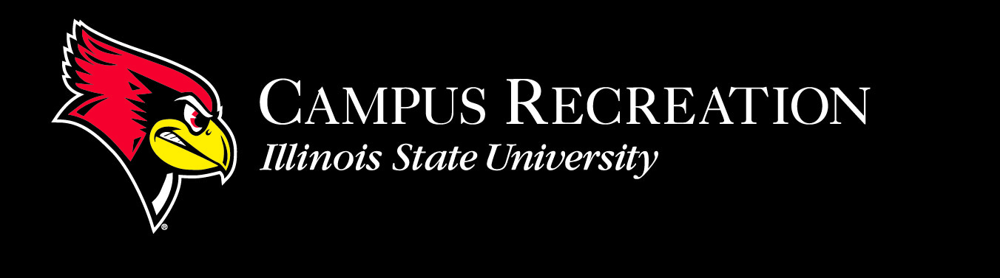 CAMPUS RECREATION
Illinois State University
®